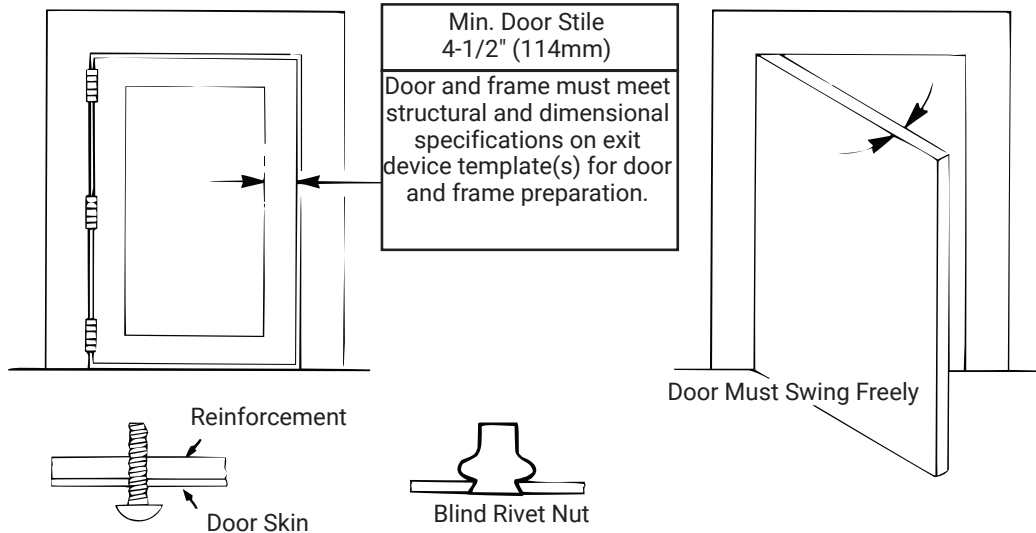 Min. Door Stile
4-1/2" (114mm)
Door and frame must meet
structural and dimensional
specifications on exit
device template(s) for door
and frame preparation.
Door Must Swing Freely
Reinforcement
Door Skin
Blind Rivet Nut